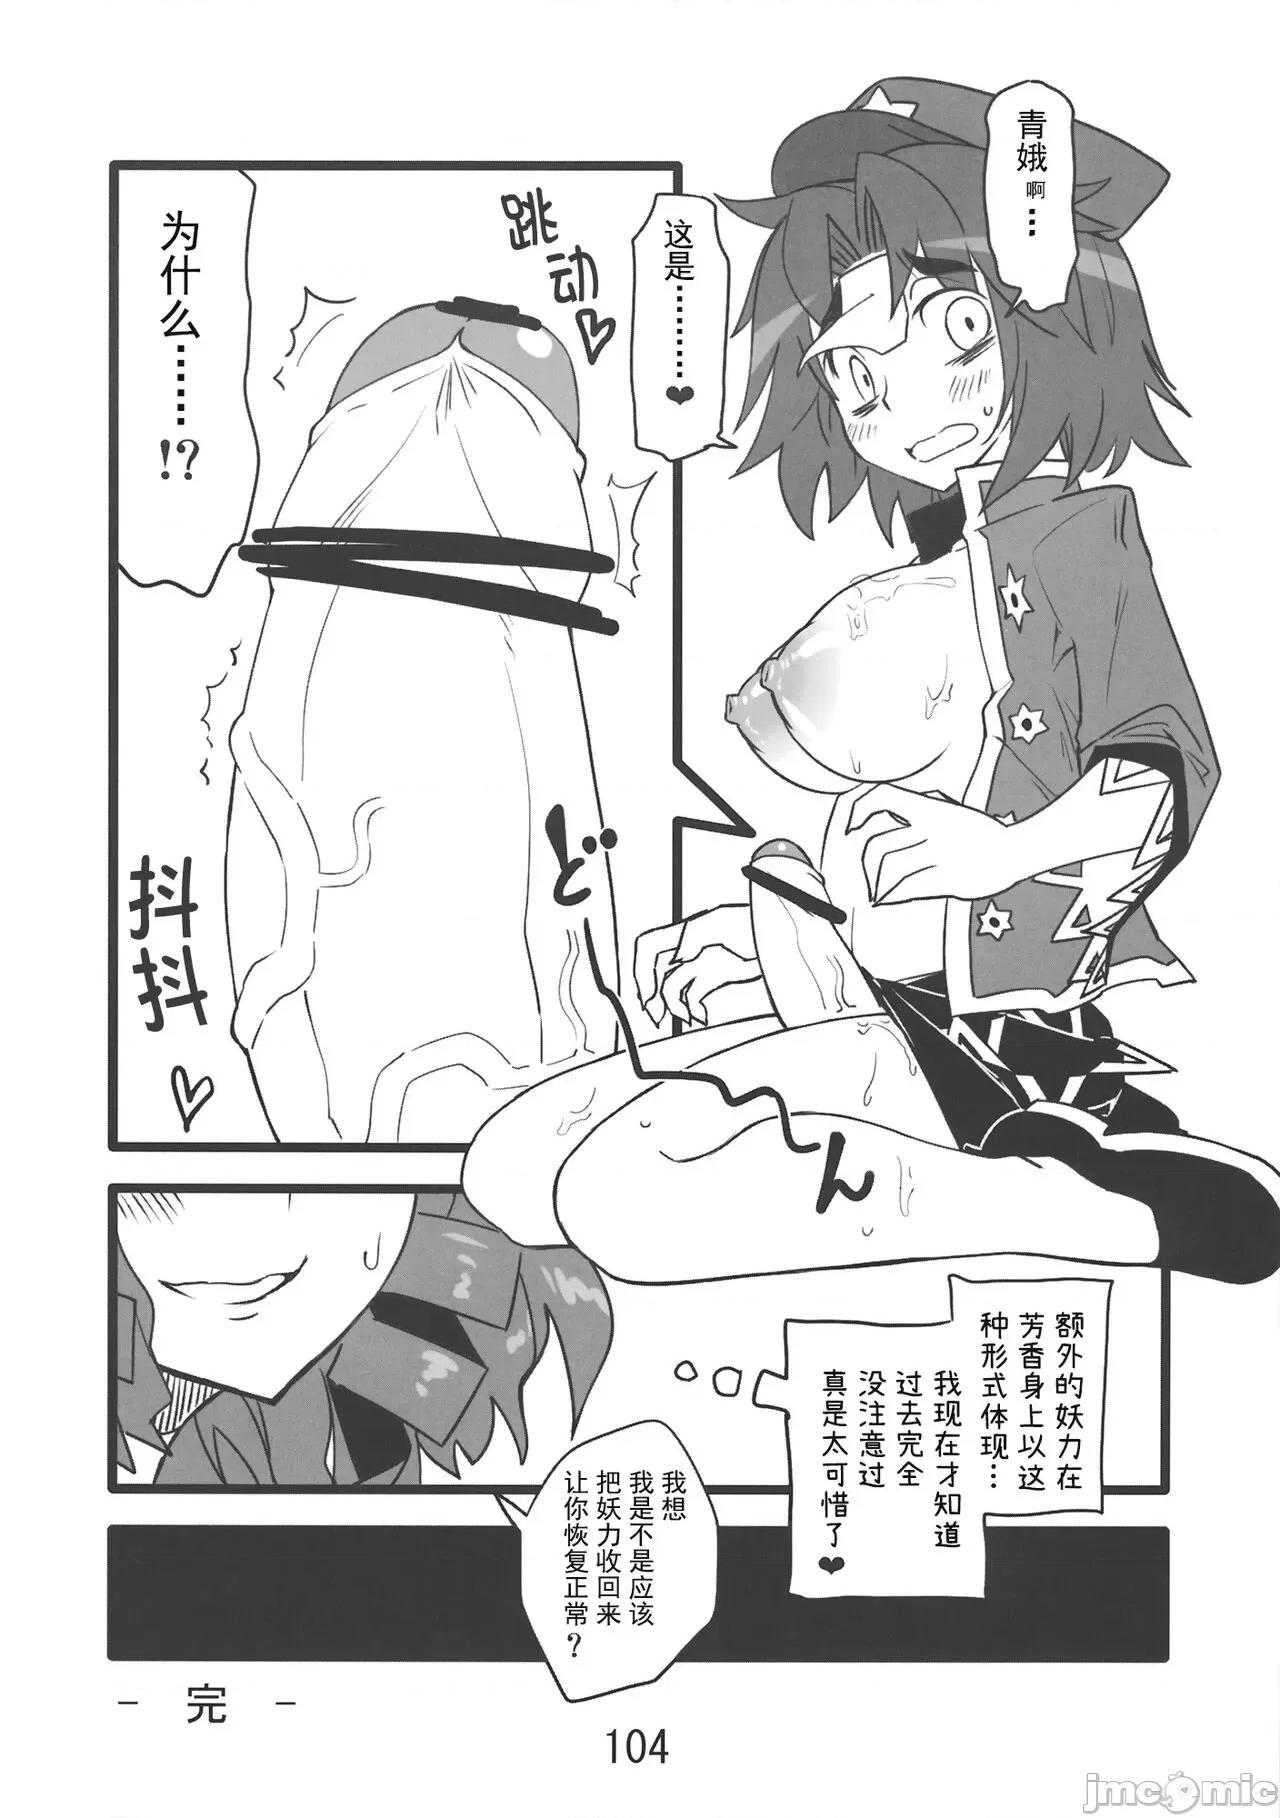 青
娥
啊
…
这是………❤
跳动♡
为什么……!?
抖抖
♡
ど…ん
额外的妖力在
芳香身上以这
种形式体现…
我现在才知道
过去完全
没注意过
真是太可惜了
❤
我想
我是不是应该
把妖力收回来
让你恢复正常？
- 完 -
104
jmcomic